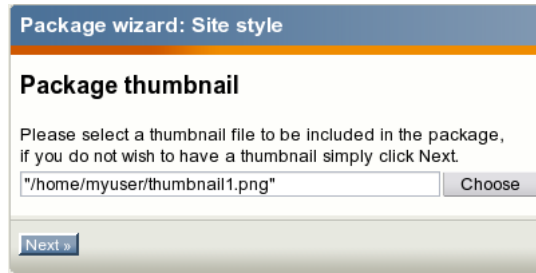 Package wizard: Site style
Package thumbnail
Please select a thumbnail file to be included in the package,
if you do not wish to have a thumbnail simply click Next.
"/home/myuser/thumbnail1.png" Choose
Next »